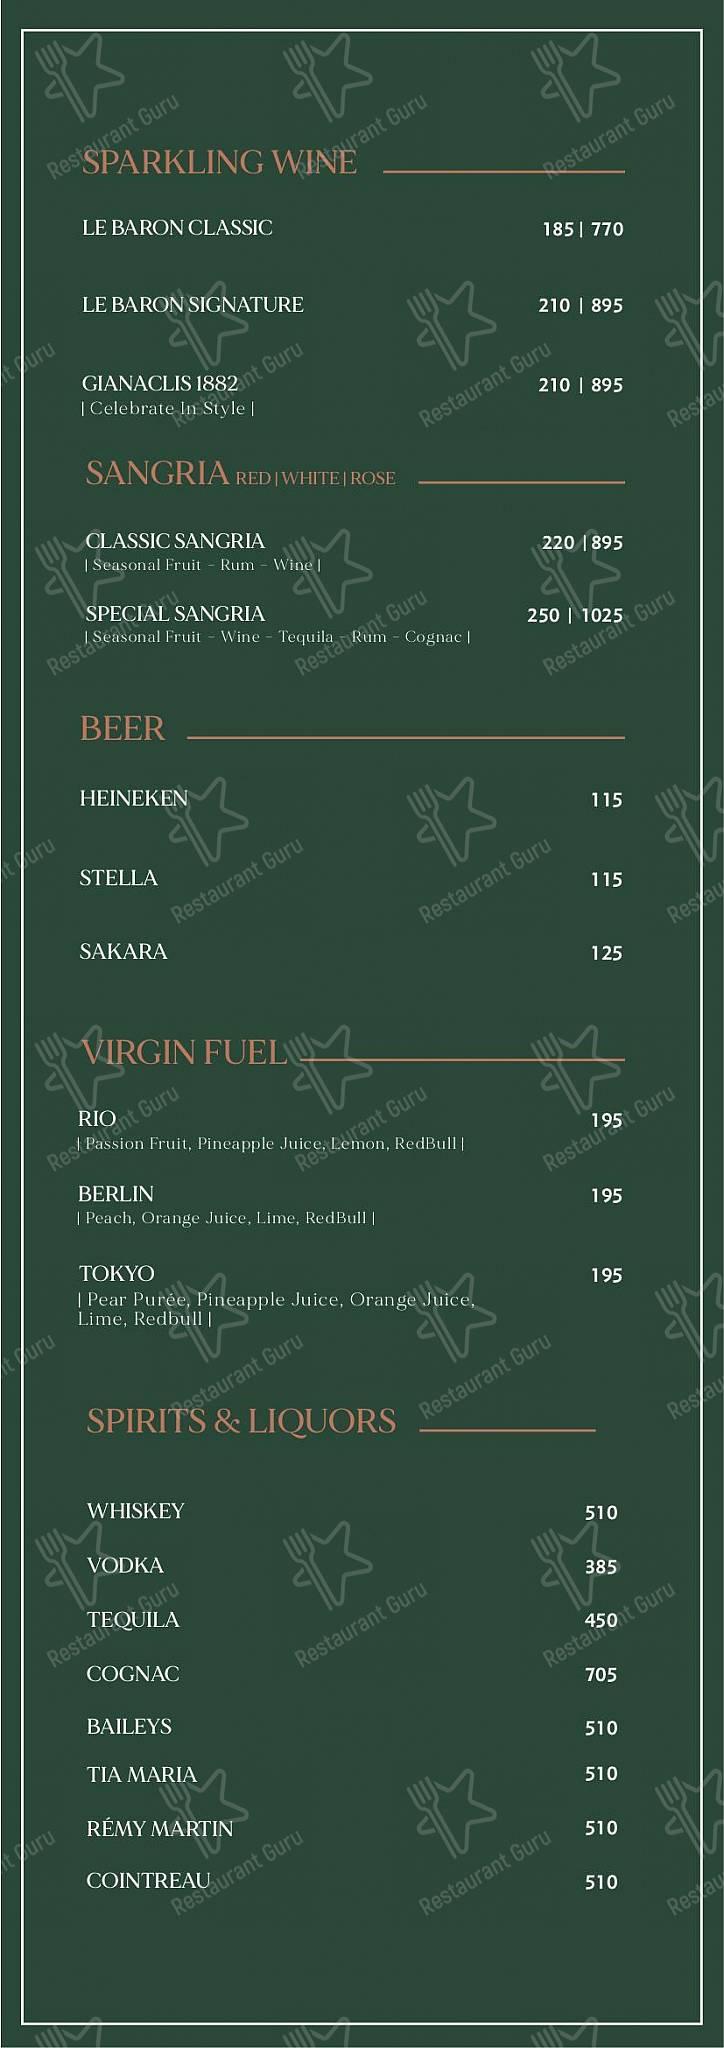 SPARKLING WINE
LE BARON CLASSIC 185 | 770
LE BARON SIGNATURE 210 | 895
GIANACLIS 1882 210 | 895
| Celebrate In Style |
SANGRIA RED | WHITE | ROSE
CLASSIC SANGRIA 220 | 895
| Seasonal Fruit - Rum - Wine |
SPECIAL SANGRIA 250 | 1025
| Seasonal Fruit - Wine - Tequila - Rum - Cognac |
BEER
HEINEKEN 115
STELLA 115
SAKARA 125
VIRGIN FUEL
RIO 195
| Passion Fruit, Pineapple Juice, Lemon, RedBull |
BERLIN 195
| Peach, Orange Juice, Lime, RedBull |
TOKYO 195
| Pear Purée, Pineapple Juice, Orange Juice,
Lime, Redbull |
SPIRITS & LIQUORS
WHISKEY 510
VODKA 385
TEQUILA 450
COGNAC 705
BAILEYS 510
TIA MARIA 510
RÉMY MARTIN 510
COINTREAU 510
Restaurant Guru